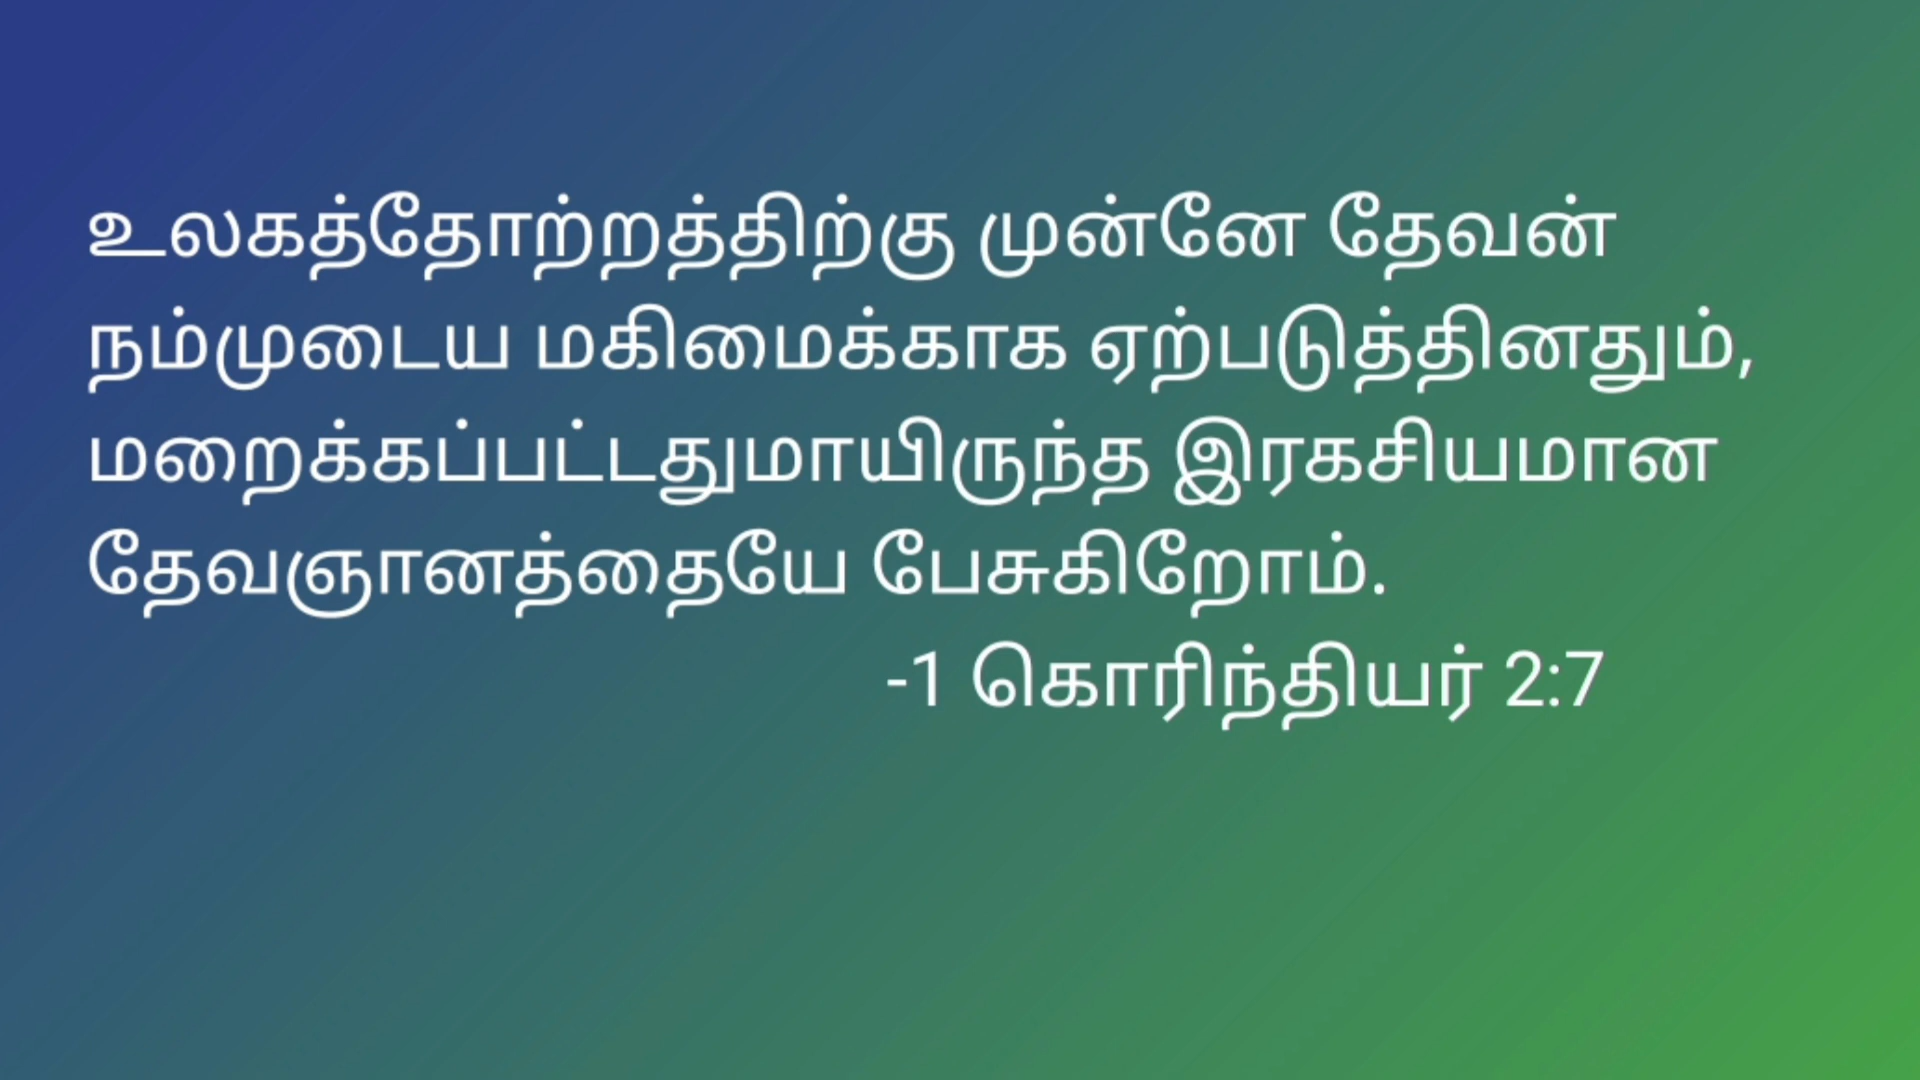 உலகத்தோற்றத்திற்கு முன்னே தேவன்
நம்முடைய மகிமைக்காக ஏற்படுத்தினதும்,
மறைக்கப்பட்டதுமாயிருந்த இரகசியமான
தேவஞானத்தையே பேசுகிறோம்.
-1 கொரிந்தியர் 2:7